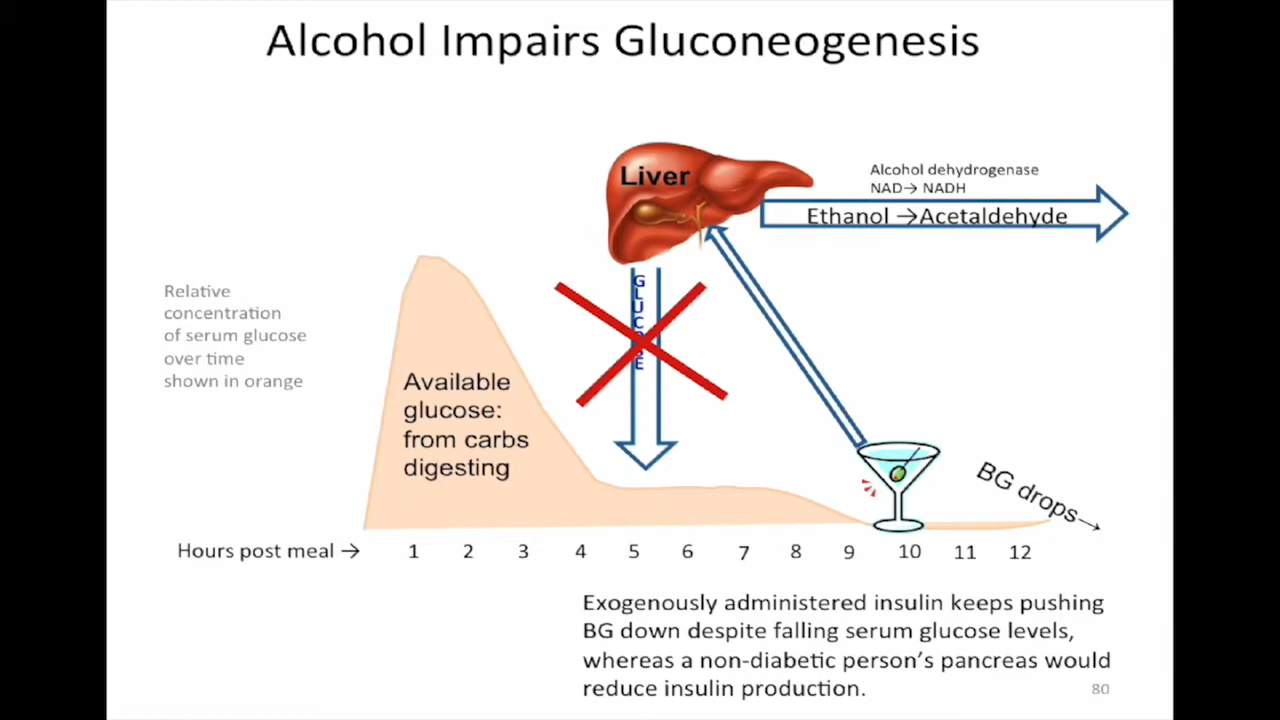 Alcohol Impairs Gluconeogenesis
Liver
Alcohol dehydrogenase
NAD→ NADH
Ethanol →Acetaldehyde
GLUCOSE
Relative
concentration
of serum glucose
over time
shown in orange
Available
glucose:
from carbs
digesting
BG drops→
Hours post meal → 1 2 3 4 5 6 7 8 9 10 11 12
Exogenously administered insulin keeps pushing
BG down despite falling serum glucose levels,
whereas a non-diabetic person's pancreas would
reduce insulin production.
80